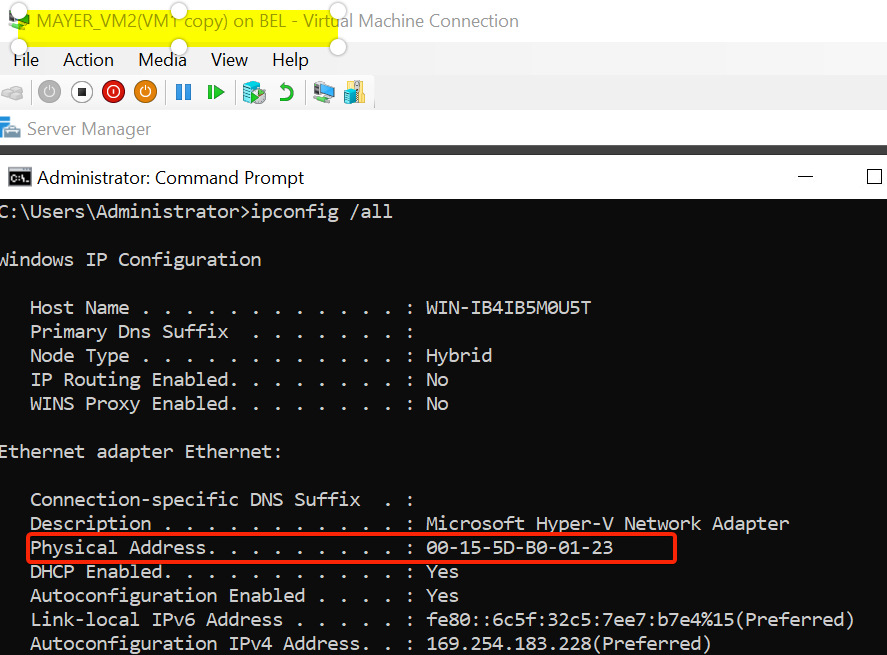 MAYER_VM2(VM1 copy) on BEL - Virtual Machine Connection
File Action Media View Help
Server Manager
Administrator: Command Prompt
C:\Users\Administrator>ipconfig /all
Windows IP Configuration
Host Name . . . . . . . . . . . . : WIN-IB4IB5M0U5T
Primary Dns Suffix . . . . . . . :
Node Type . . . . . . . . . . . . : Hybrid
IP Routing Enabled. . . . . . . . : No
WINS Proxy Enabled. . . . . . . . : No
Ethernet adapter Ethernet:
Connection-specific DNS Suffix . :
Description . . . . . . . . . . . : Microsoft Hyper-V Network Adapter
Physical Address. . . . . . . . . : 00-15-5D-B0-01-23
DHCP Enabled. . . . . . . . . . . : Yes
Autoconfiguration Enabled . . . . : Yes
Link-local IPv6 Address . . . . . : fe80::6c5f:32c5:7ee7:b7e4%15(Preferred)
Autoconfiguration IPv4 Address. . : 169.254.183.228(Preferred)